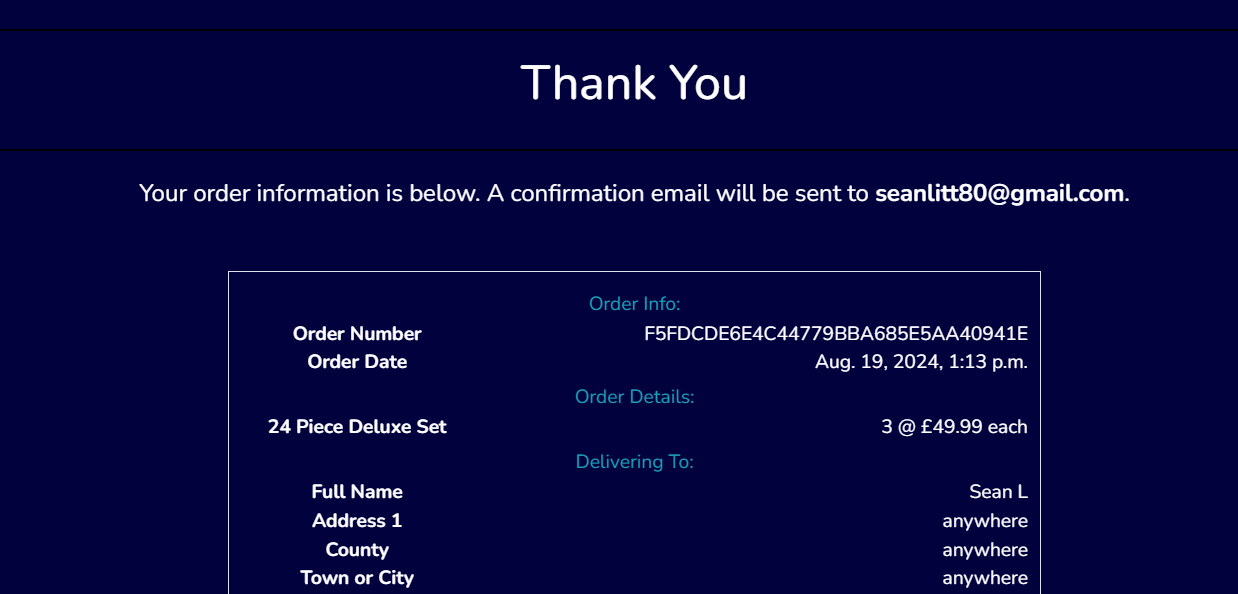 Thank You
Your order information is below. A confirmation email will be sent to seanlitt80@gmail.com.
Order Info:
Order Number F5FDCDE6E4C44779BBA685E5AA40941E
Order Date Aug. 19, 2024, 1:13 p.m.
Order Details:
24 Piece Deluxe Set 3 @ £49.99 each
Delivering To:
Full Name Sean L
Address 1 anywhere
County anywhere
Town or City anywhere